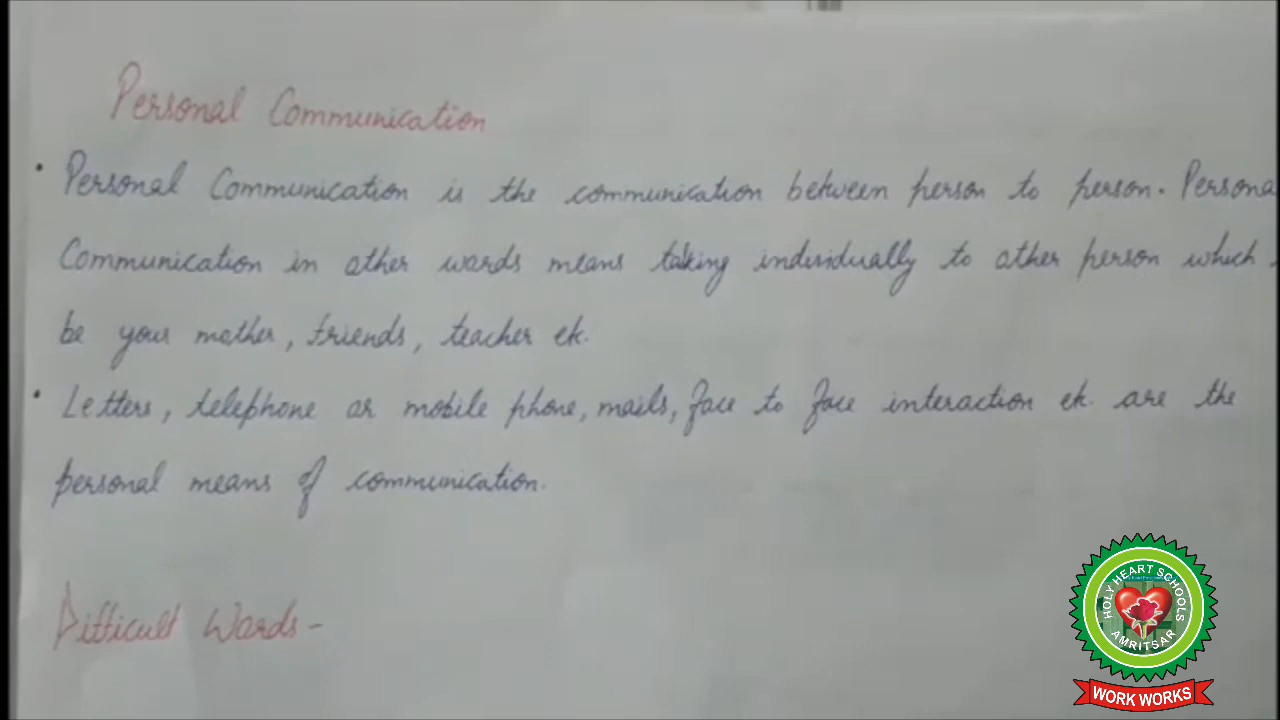 Personal Communication
• Personal Communication is the communication between person to person. Persona
Communication in other words means taking individually to other person which
be your mother, friends, teacher etc.
• Letters, telephone or mobile phone, mails, face to face interaction etc. are the
personal means of communication.
Difficult Words -
HOLY HEART SCHOOLS
AMRITSAR
WORK WORKS